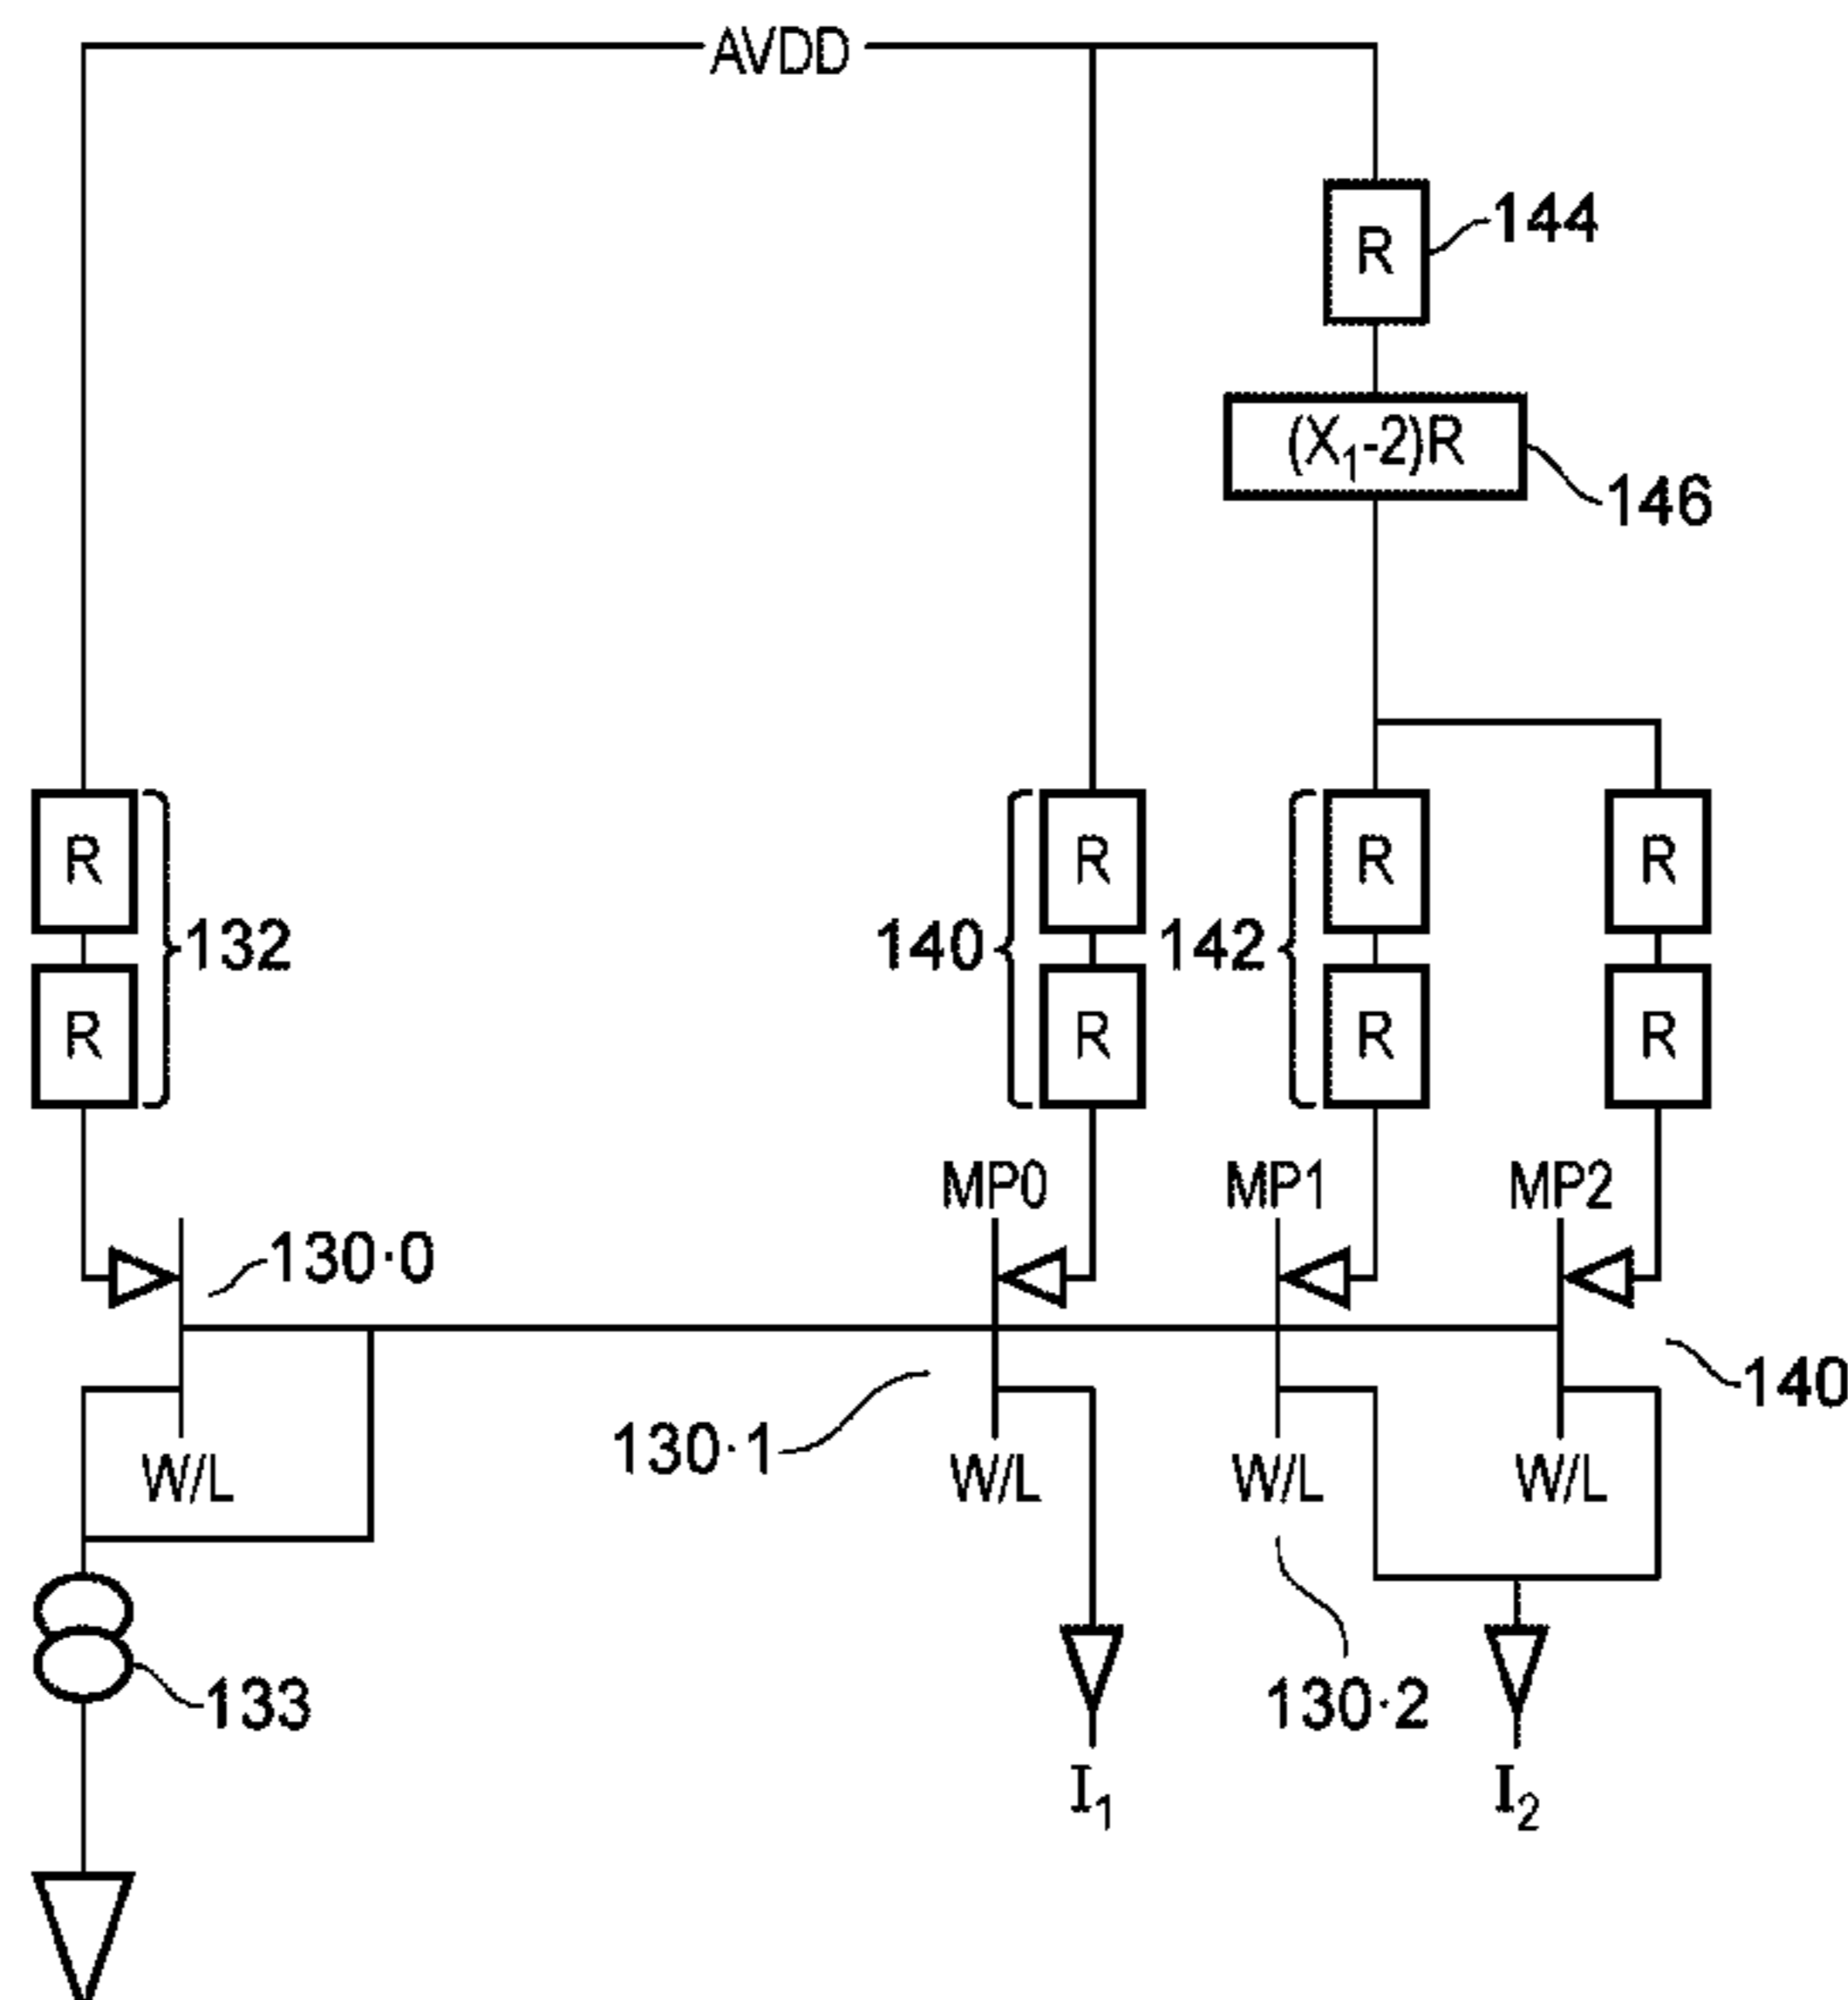 AVDD
R
144
(X₁-2)R
146
R
R
132
140
R
R
142
R
R
R
R
MP0
MP1
MP2
130·0
140
130·1
W/L
W/L
W/L
W/L
133
130·2
I₁
I₂